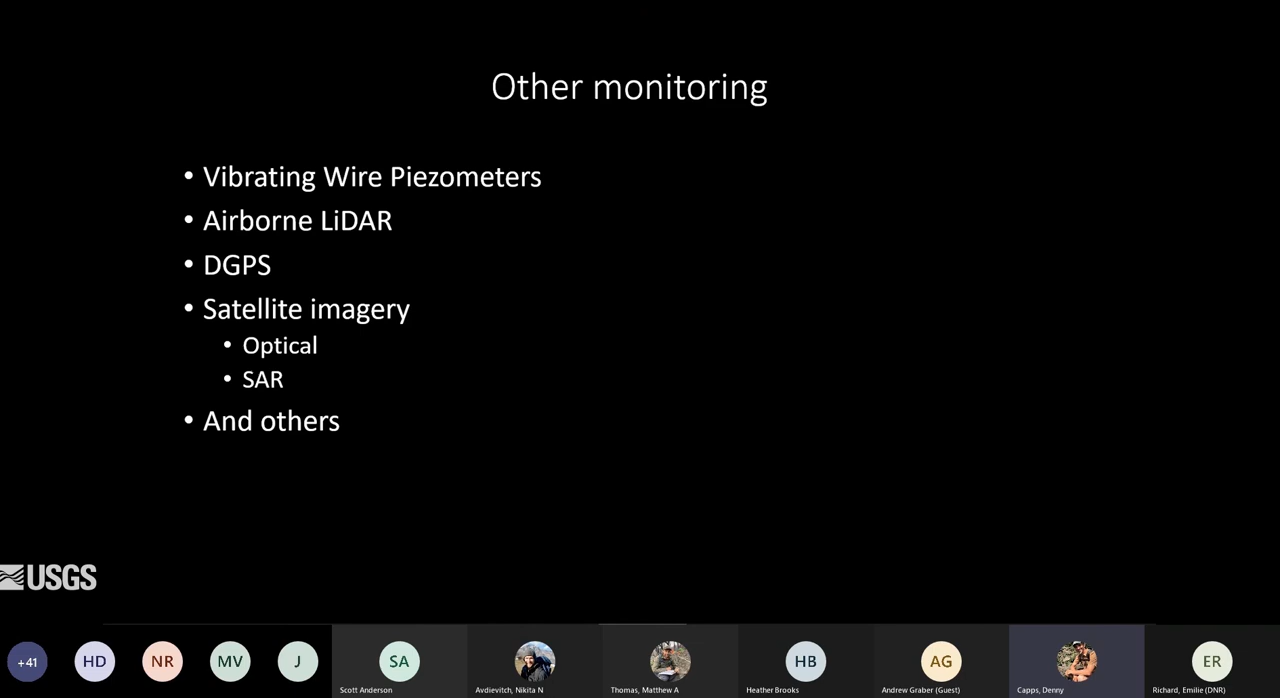 Other monitoring
• Vibrating Wire Piezometers
• Airborne LiDAR
• DGPS
• Satellite imagery
• Optical
• SAR
• And others
USGS
+41
HD
NR
MV
J
SA
HB
AG
ER
Scott Anderson
Avdievitch, Nikita N
Thomas, Matthew A
Heather Brooks
Andrew Graber (Guest)
Capps, Denny
Richard, Emilie (DNR)